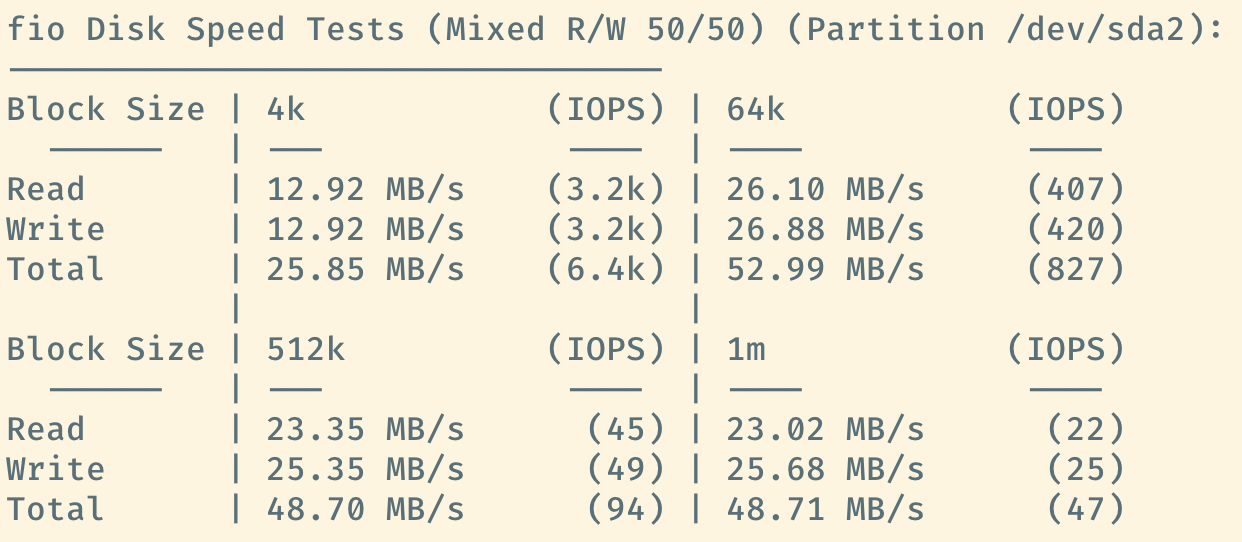 fio Disk Speed Tests (Mixed R/W 50/50) (Partition /dev/sda2):
---------------------------------
Block Size | 4k            (IOPS) | 64k           (IOPS)
  ------   | ---            ----  | ----           ----
Read       | 12.92 MB/s    (3.2k) | 26.10 MB/s     (407)
Write      | 12.92 MB/s    (3.2k) | 26.88 MB/s     (420)
Total      | 25.85 MB/s    (6.4k) | 52.99 MB/s     (827)
           |                      |
Block Size | 512k          (IOPS) | 1m            (IOPS)
  ------   | ---            ----  | ----           ----
Read       | 23.35 MB/s      (45) | 23.02 MB/s      (22)
Write      | 25.35 MB/s      (49) | 25.68 MB/s      (25)
Total      | 48.70 MB/s      (94) | 48.71 MB/s      (47)